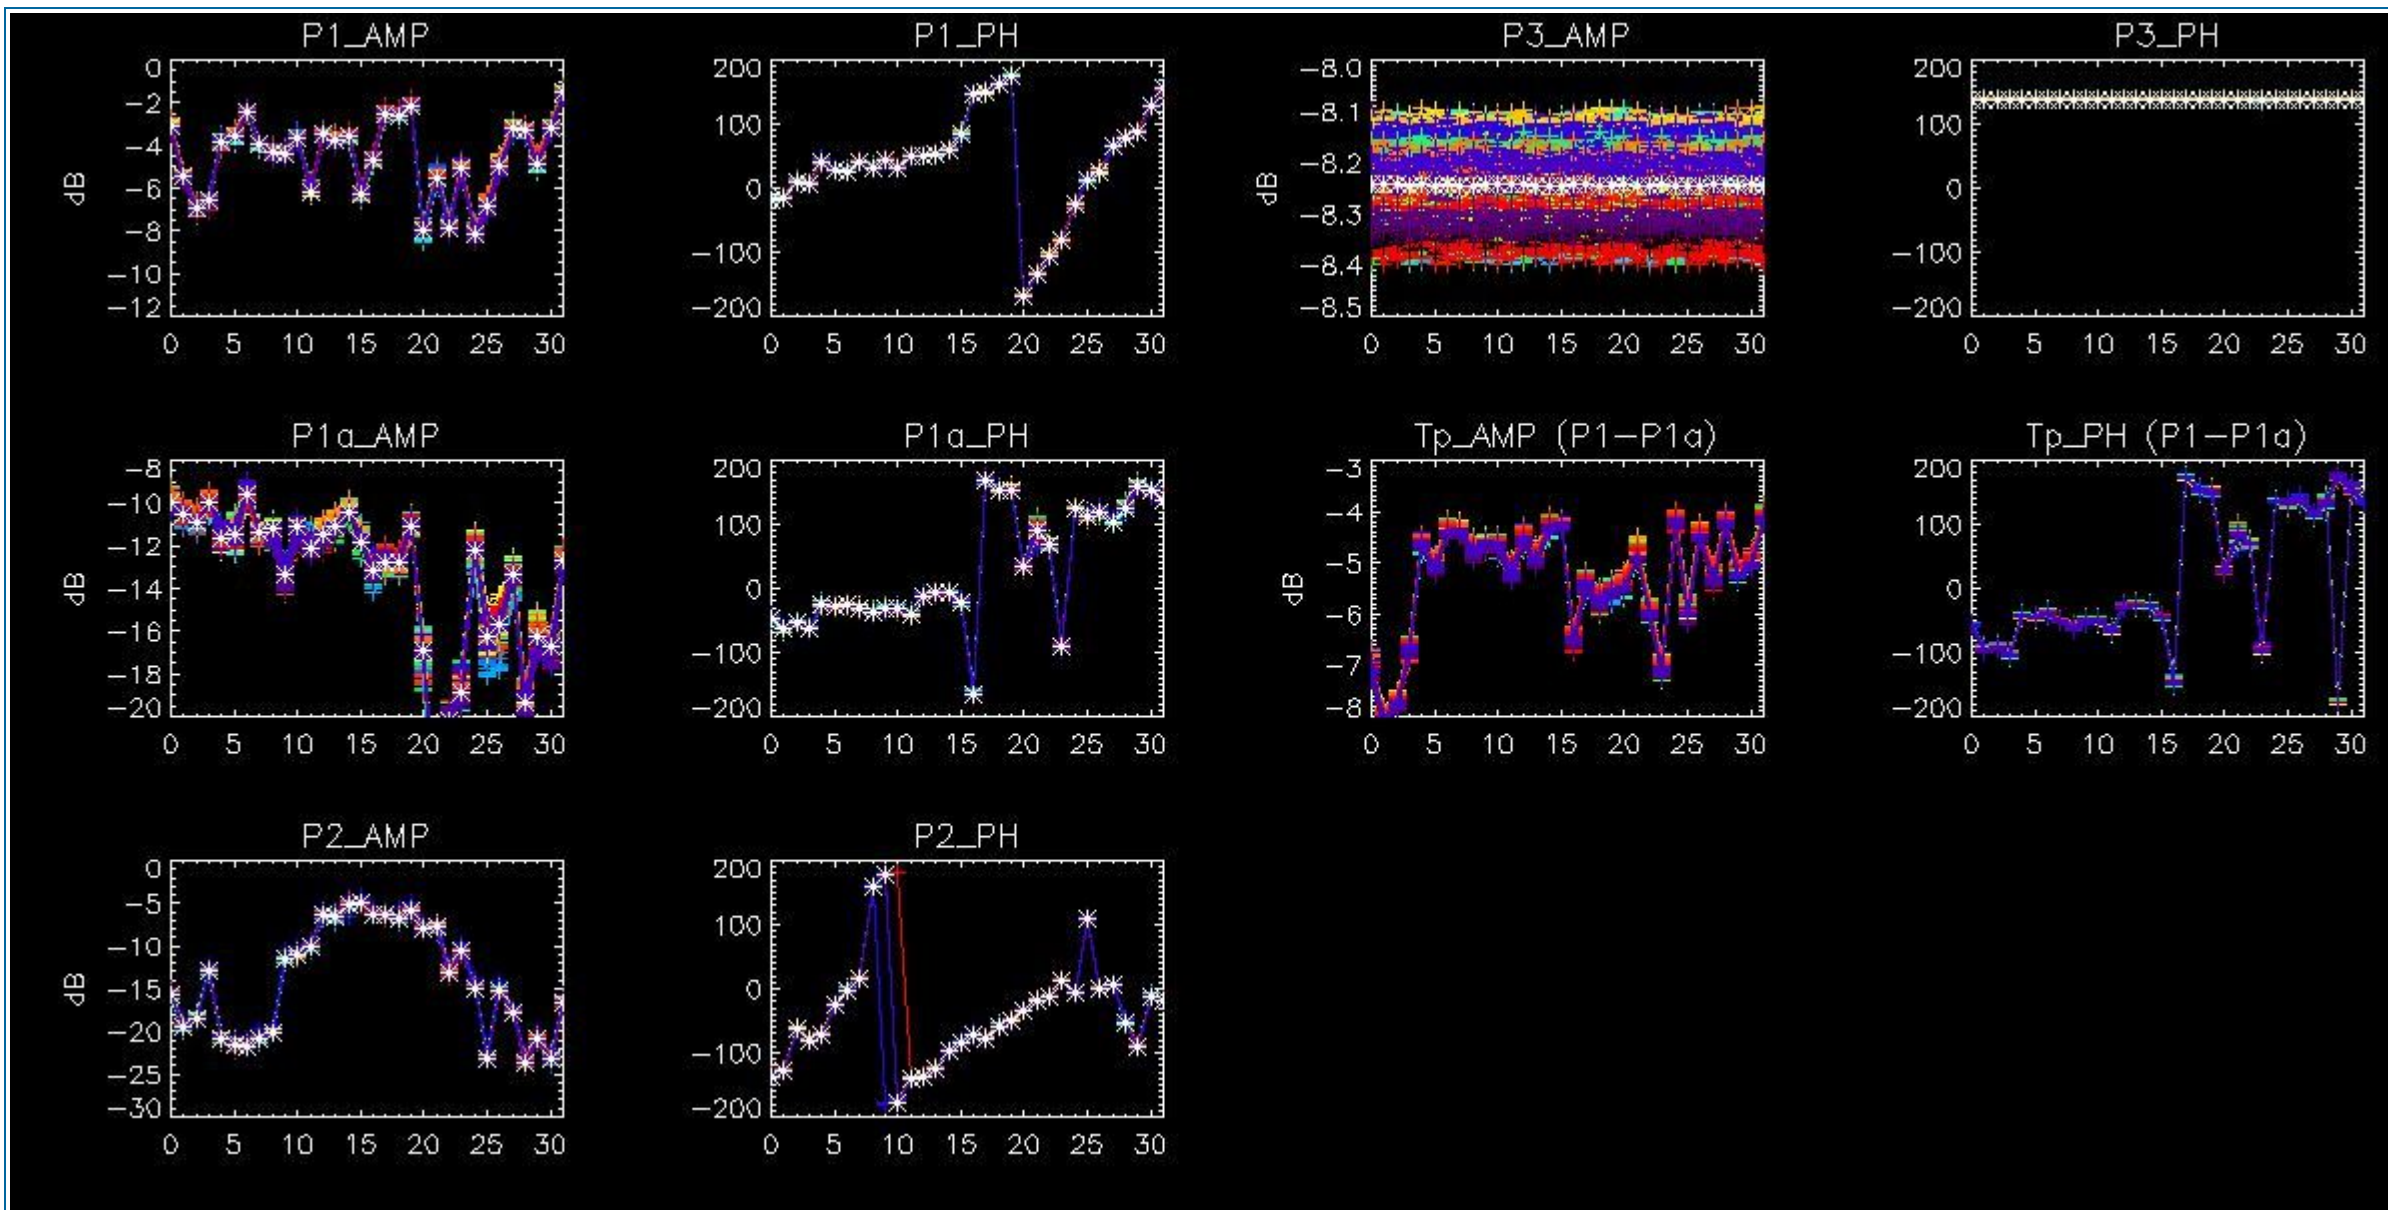 P1_AMP P1_PH P3_AMP P3_PH
0 200 -8.0 200
-2 100 -8.1 100
-4 0 -8.2 0
-6 -100 -8.3 -100
-8 -200 -8.4 -200
-10 -8.5
-12
dB dB
0 5 10 15 20 25 30 0 5 10 15 20 25 30 0 5 10 15 20 25 30 0 5 10 15 20 25 30
P1a_AMP P1a_PH Tp_AMP (P1-P1a) Tp_PH (P1-P1a)
-8 200 -3 200
-10 100 -4 100
-12 0 -5 0
-14 -100 -6 -100
-16 -200 -7 -200
-18 -8
-20
dB dB
0 5 10 15 20 25 30 0 5 10 15 20 25 30 0 5 10 15 20 25 30 0 5 10 15 20 25 30
P2_AMP P2_PH
0 200
-5 100
-10 0
-15 -100
-20 -200
-25
-30
dB
0 5 10 15 20 25 30 0 5 10 15 20 25 30